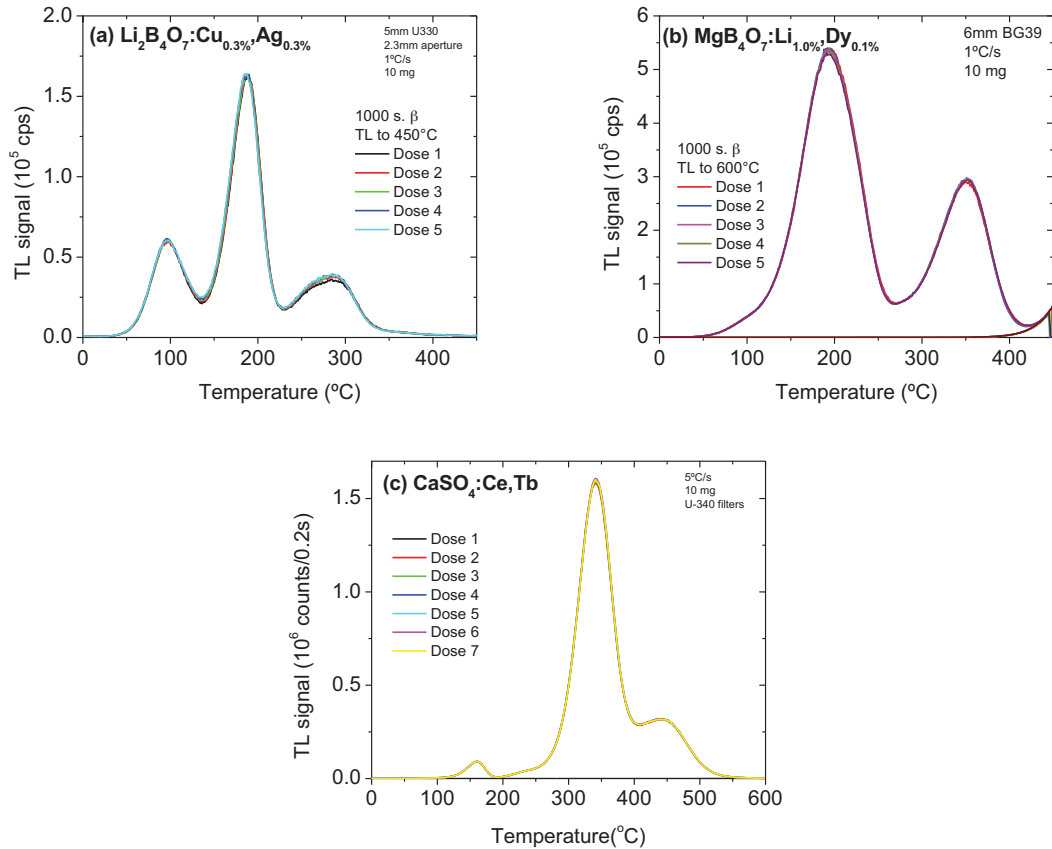 (a) Li2B4O7:Cu0.3%,Ag0.3%
5mm U330
2.3mm aperture
1ºC/s
10 mg
1000 s. β
TL to 450°C
Dose 1
Dose 2
Dose 3
Dose 4
Dose 5
TL signal (10^5 cps)
0.0
0.5
1.0
1.5
2.0
0
100
200
300
400
Temperature (ºC)
(b) MgB4O7:Li1.0%,Dy0.1%
6mm BG39
1ºC/s
10 mg
1000 s. β
TL to 600°C
Dose 1
Dose 2
Dose 3
Dose 4
Dose 5
TL signal (10^5 cps)
0
1
2
3
4
5
6
0
100
200
300
400
Temperature (ºC)
(c) CaSO4:Ce,Tb
5ºC/s
10 mg
U-340 filters
Dose 1
Dose 2
Dose 3
Dose 4
Dose 5
Dose 6
Dose 7
TL signal (10^6 counts/0.2s)
0.0
0.5
1.0
1.5
0
100
200
300
400
500
600
Temperature(°C)